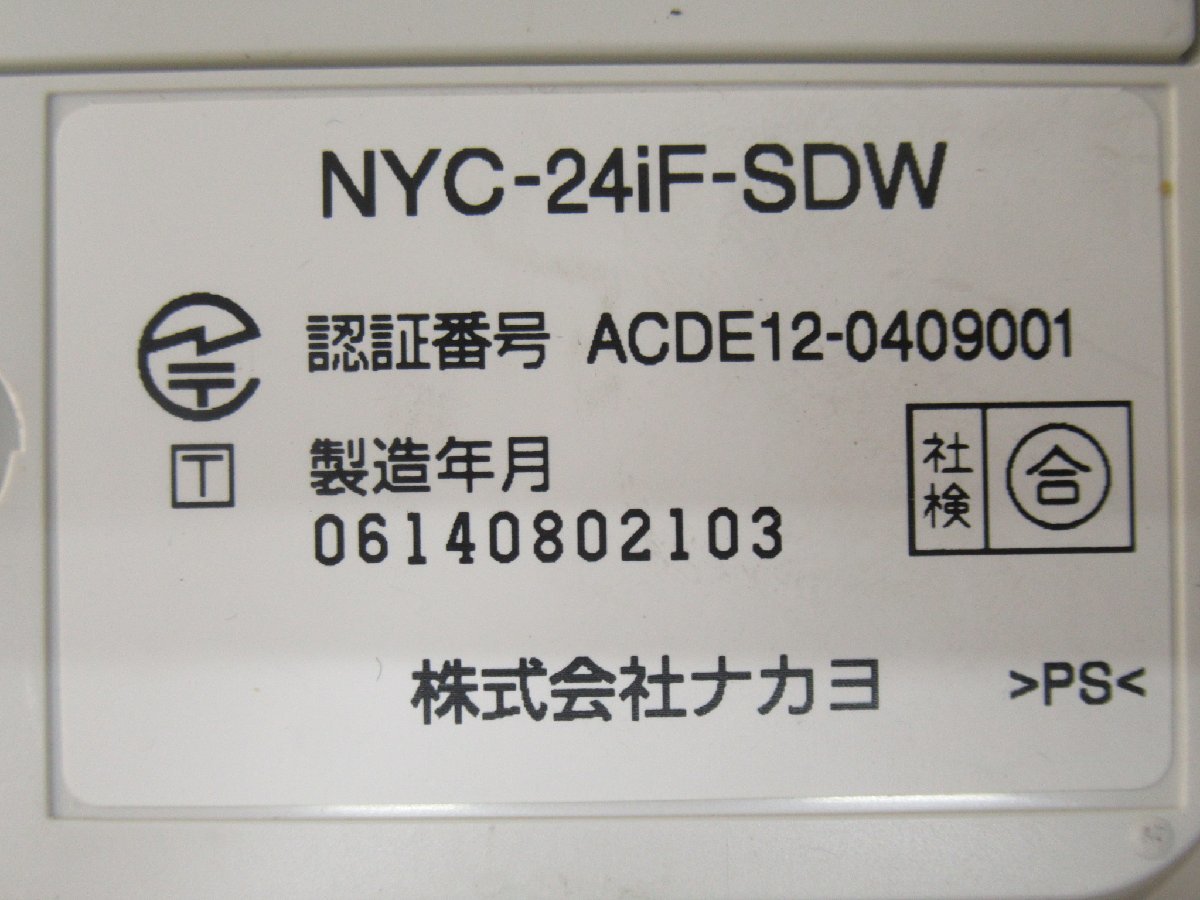 NYC-24iF-SDW
認証番号 ACDE12-0409001
T
製造年月
06140802103
社検 合
株式会社ナカヨ >PS<